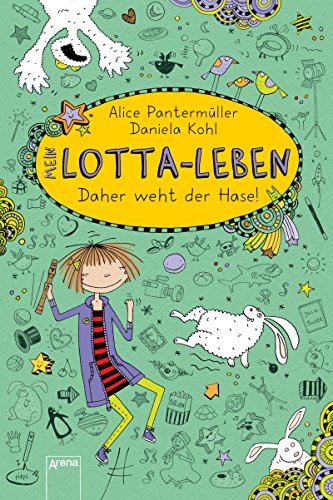 Alice Pantermüller
Daniela Kohl
MEIN
LOTTA-LEBEN
Daher weht der Hase!
Arena